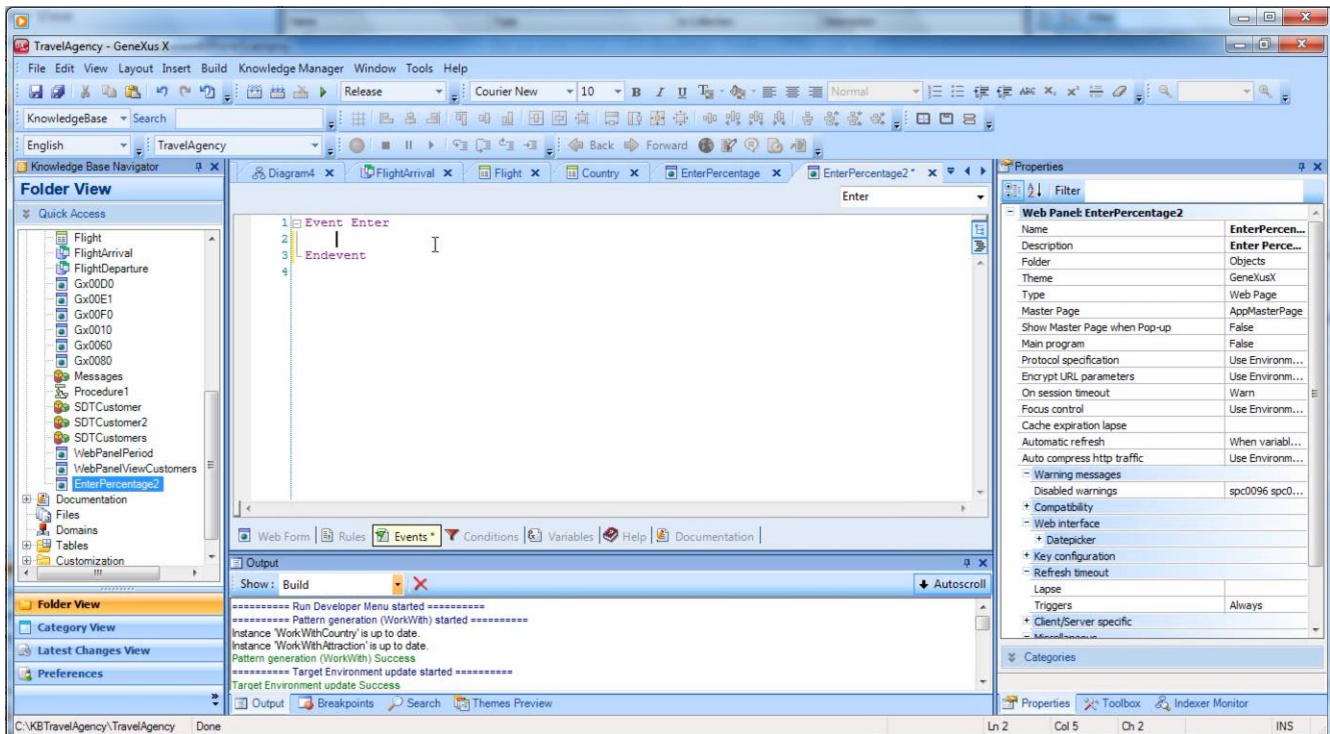 TravelAgency - GeneXus X
File Edit View Layout Insert Build Knowledge Manager Window Tools Help
Release Courier New 10 B I U Normal ABC
KnowledgeBase Search
English TravelAgency Back Forward
Knowledge Base Navigator
Folder View
Quick Access
Flight
FlightArrival
FlightDeparture
Gx00D0
Gx00E1
Gx00F0
Gx0010
Gx0060
Gx0080
Messages
Procedure1
SDTCustomer
SDTCustomer2
SDTCustomers
WebPanelPeriod
WebPanelViewCustomers
EnterPercentage2
Documentation
Files
Domains
Tables
Customization
Folder View
Category View
Latest Changes View
Preferences
Diagram4 FlightArrival Flight Country EnterPercentage EnterPercentage2*
Enter
1 Event Enter
2
3 Endevent
4
Web Form Rules Events* Conditions Variables Help Documentation
Output
Show: Build Autoscroll
========== Run Developer Menu started ==========
========== Pattern generation (WorkWith) started ==========
Instance 'WorkWithCountry' is up to date.
Instance 'WorkWithAttraction' is up to date.
Pattern generation (WorkWith) Success
========== Target Environment update started ==========
Target Environment update Success
Output Breakpoints Search Themes Preview
Properties
Filter
Web Panel: EnterPercentage2
Name EnterPercen...
Description Enter Perce...
Folder Objects
Theme GeneXusX
Type Web Page
Master Page AppMasterPage
Show Master Page when Pop-up False
Main program False
Protocol specification Use Environm...
Encrypt URL parameters Use Environm...
On session timeout Warn
Focus control Use Environm...
Cache expiration lapse
Automatic refresh When variabl...
Auto compress http traffic Use Environm...
Warning messages
Disabled warnings spc0096 spc0...
Compatibility
Web interface
Datepicker
Key configuration
Refresh timeout
Lapse
Triggers Always
Client/Server specific
Miscellaneous
Categories
Properties Toolbox Indexer Monitor
C:\KBTravelAgency\TravelAgency Done Ln 2 Col 5 Ch 2 INS